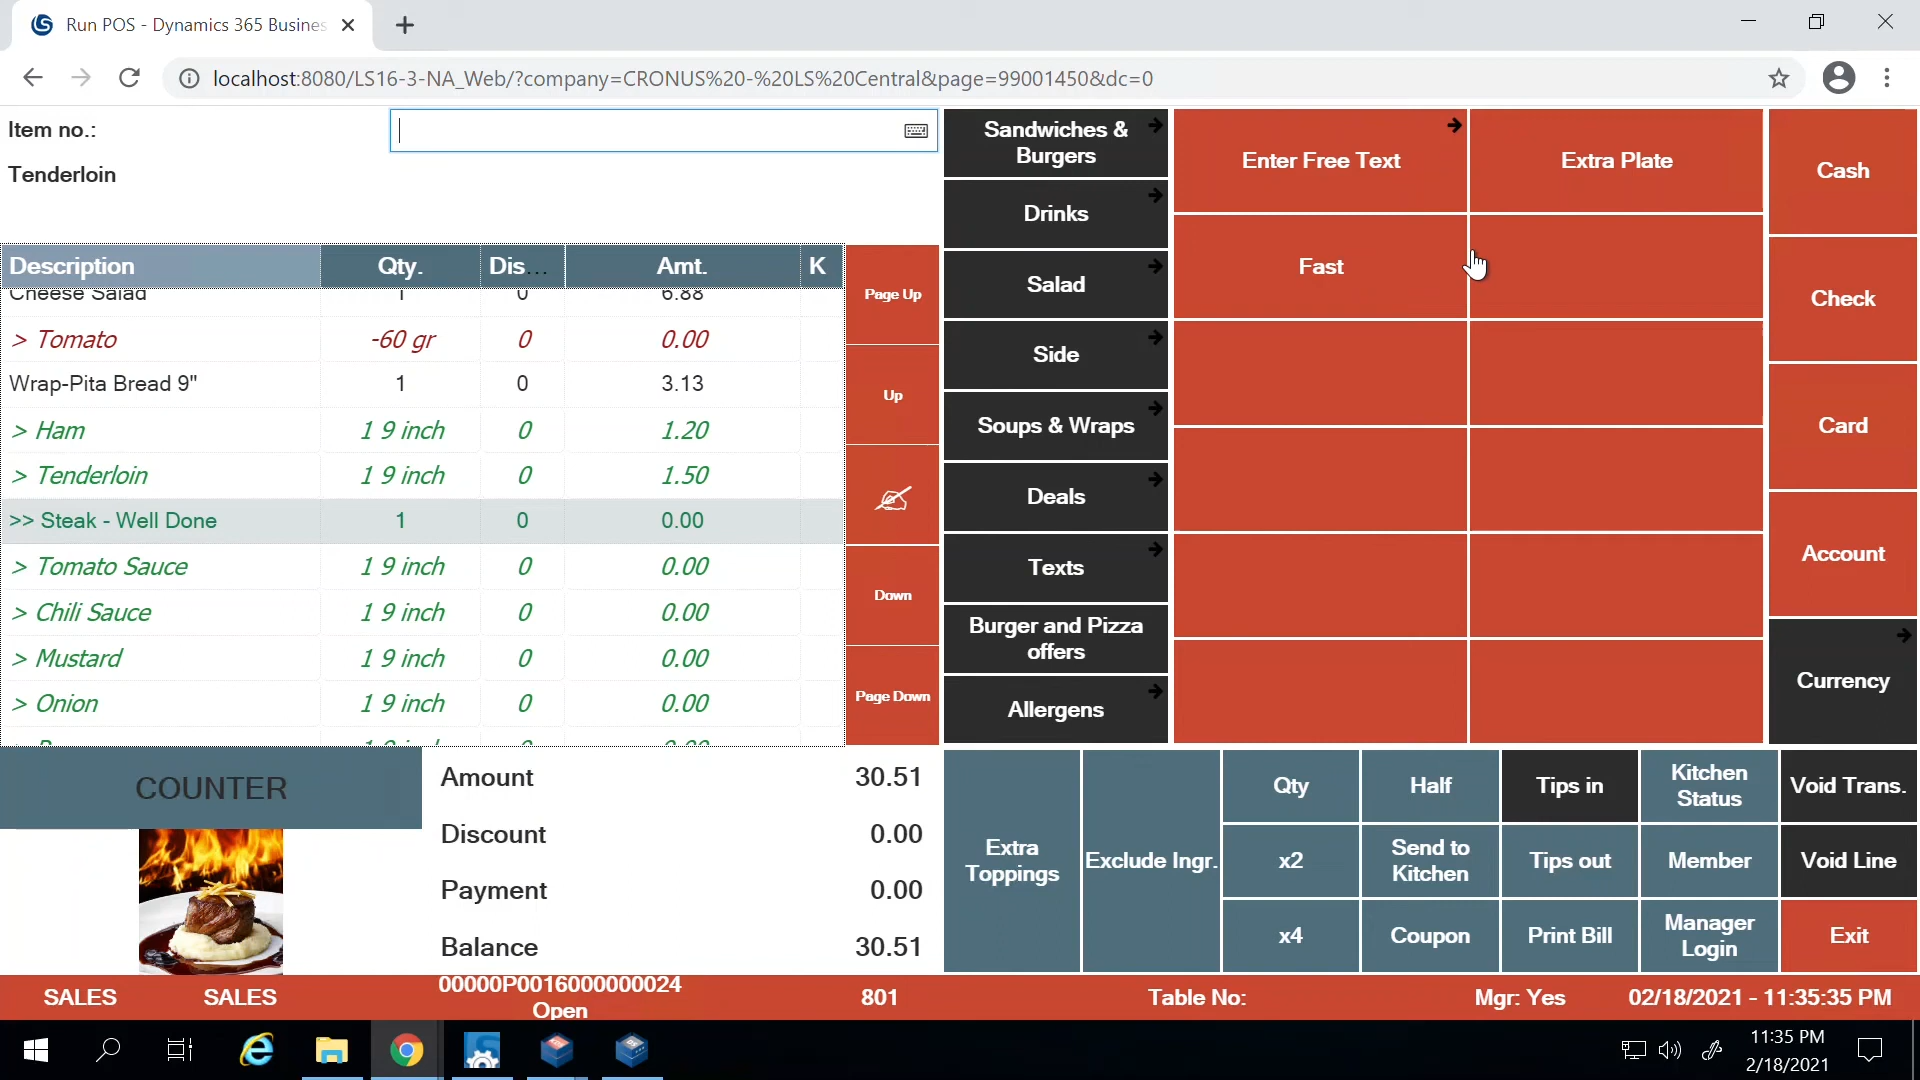 Run POS - Dynamics 365 Busines
localhost:8080/LS16-3-NA_Web/?company=CRONUS%20-%20LS%20Central&page=99001450&dc=0
Item no.:
Tenderloin
Description Qty. Dis... Amt. K
Cheese Salad 1 0 6.88
> Tomato -60 gr 0 0.00
Wrap-Pita Bread 9" 1 0 3.13
> Ham 1 9 inch 0 1.20
> Tenderloin 1 9 inch 0 1.50
>> Steak - Well Done 1 0 0.00
> Tomato Sauce 1 9 inch 0 0.00
> Chili Sauce 1 9 inch 0 0.00
> Mustard 1 9 inch 0 0.00
> Onion 1 9 inch 0 0.00
Page Up
Up
Down
Page Down
Sandwiches &
Burgers
Drinks
Salad
Side
Soups & Wraps
Deals
Texts
Burger and Pizza
offers
Allergens
Enter Free Text
Extra Plate
Fast
Cash
Check
Card
Account
Currency
COUNTER
Amount 30.51
Discount 0.00
Payment 0.00
Balance 30.51
Extra
Toppings
Exclude Ingr.
Qty
Half
Tips in
Kitchen
Status
Void Trans.
x2
Send to
Kitchen
Tips out
Member
Void Line
x4
Coupon
Print Bill
Manager
Login
Exit
SALES
SALES
00000P0016000000024
Open
801
Table No:
Mgr: Yes
02/18/2021 - 11:35:35 PM
11:35 PM
2/18/2021